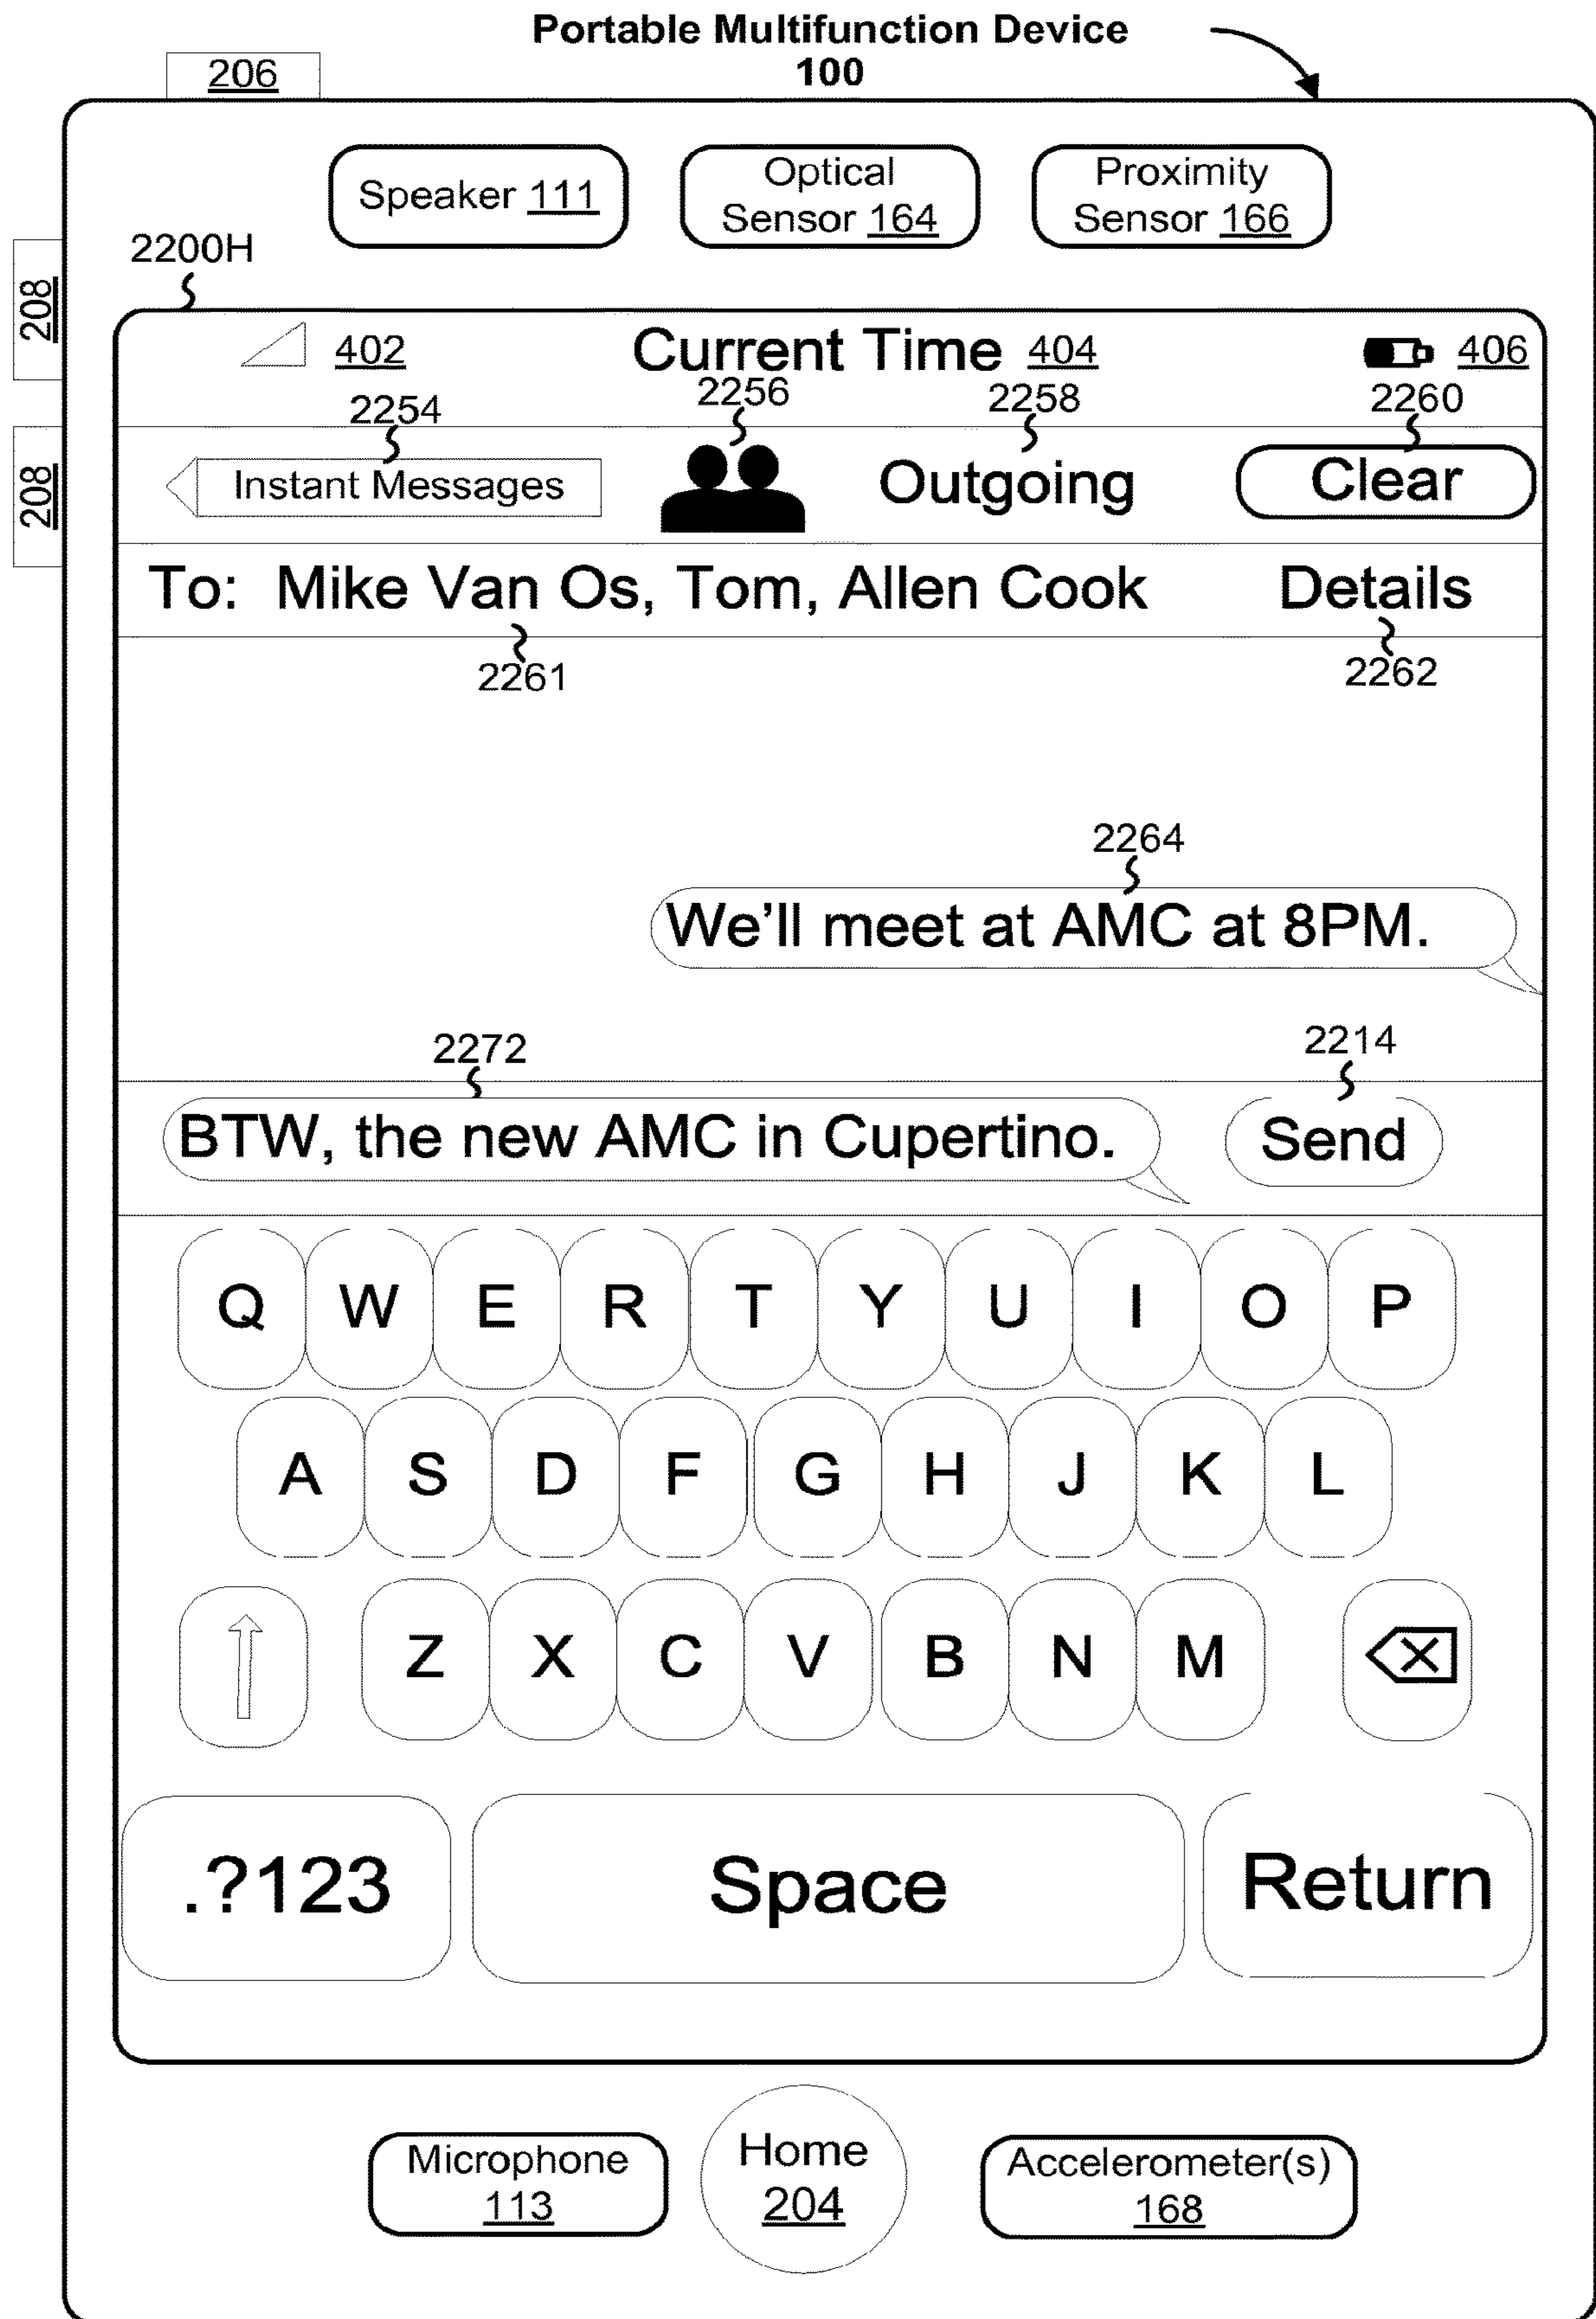 Portable Multifunction Device
100
206
Speaker 111
Optical
Sensor 164
Proximity
Sensor 166
2200H
208
208
402
Current Time 404
406
2254
2256
2258
2260
Instant Messages
Outgoing
Clear
To: Mike Van Os, Tom, Allen Cook
Details
2261
2262
2264
We'll meet at AMC at 8PM.
2272
2214
BTW, the new AMC in Cupertino.
Send
Q W E R T Y U I O P
A S D F G H J K L
Z X C V B N M
.?123
Space
Return
Microphone
113
Home
204
Accelerometer(s)
168